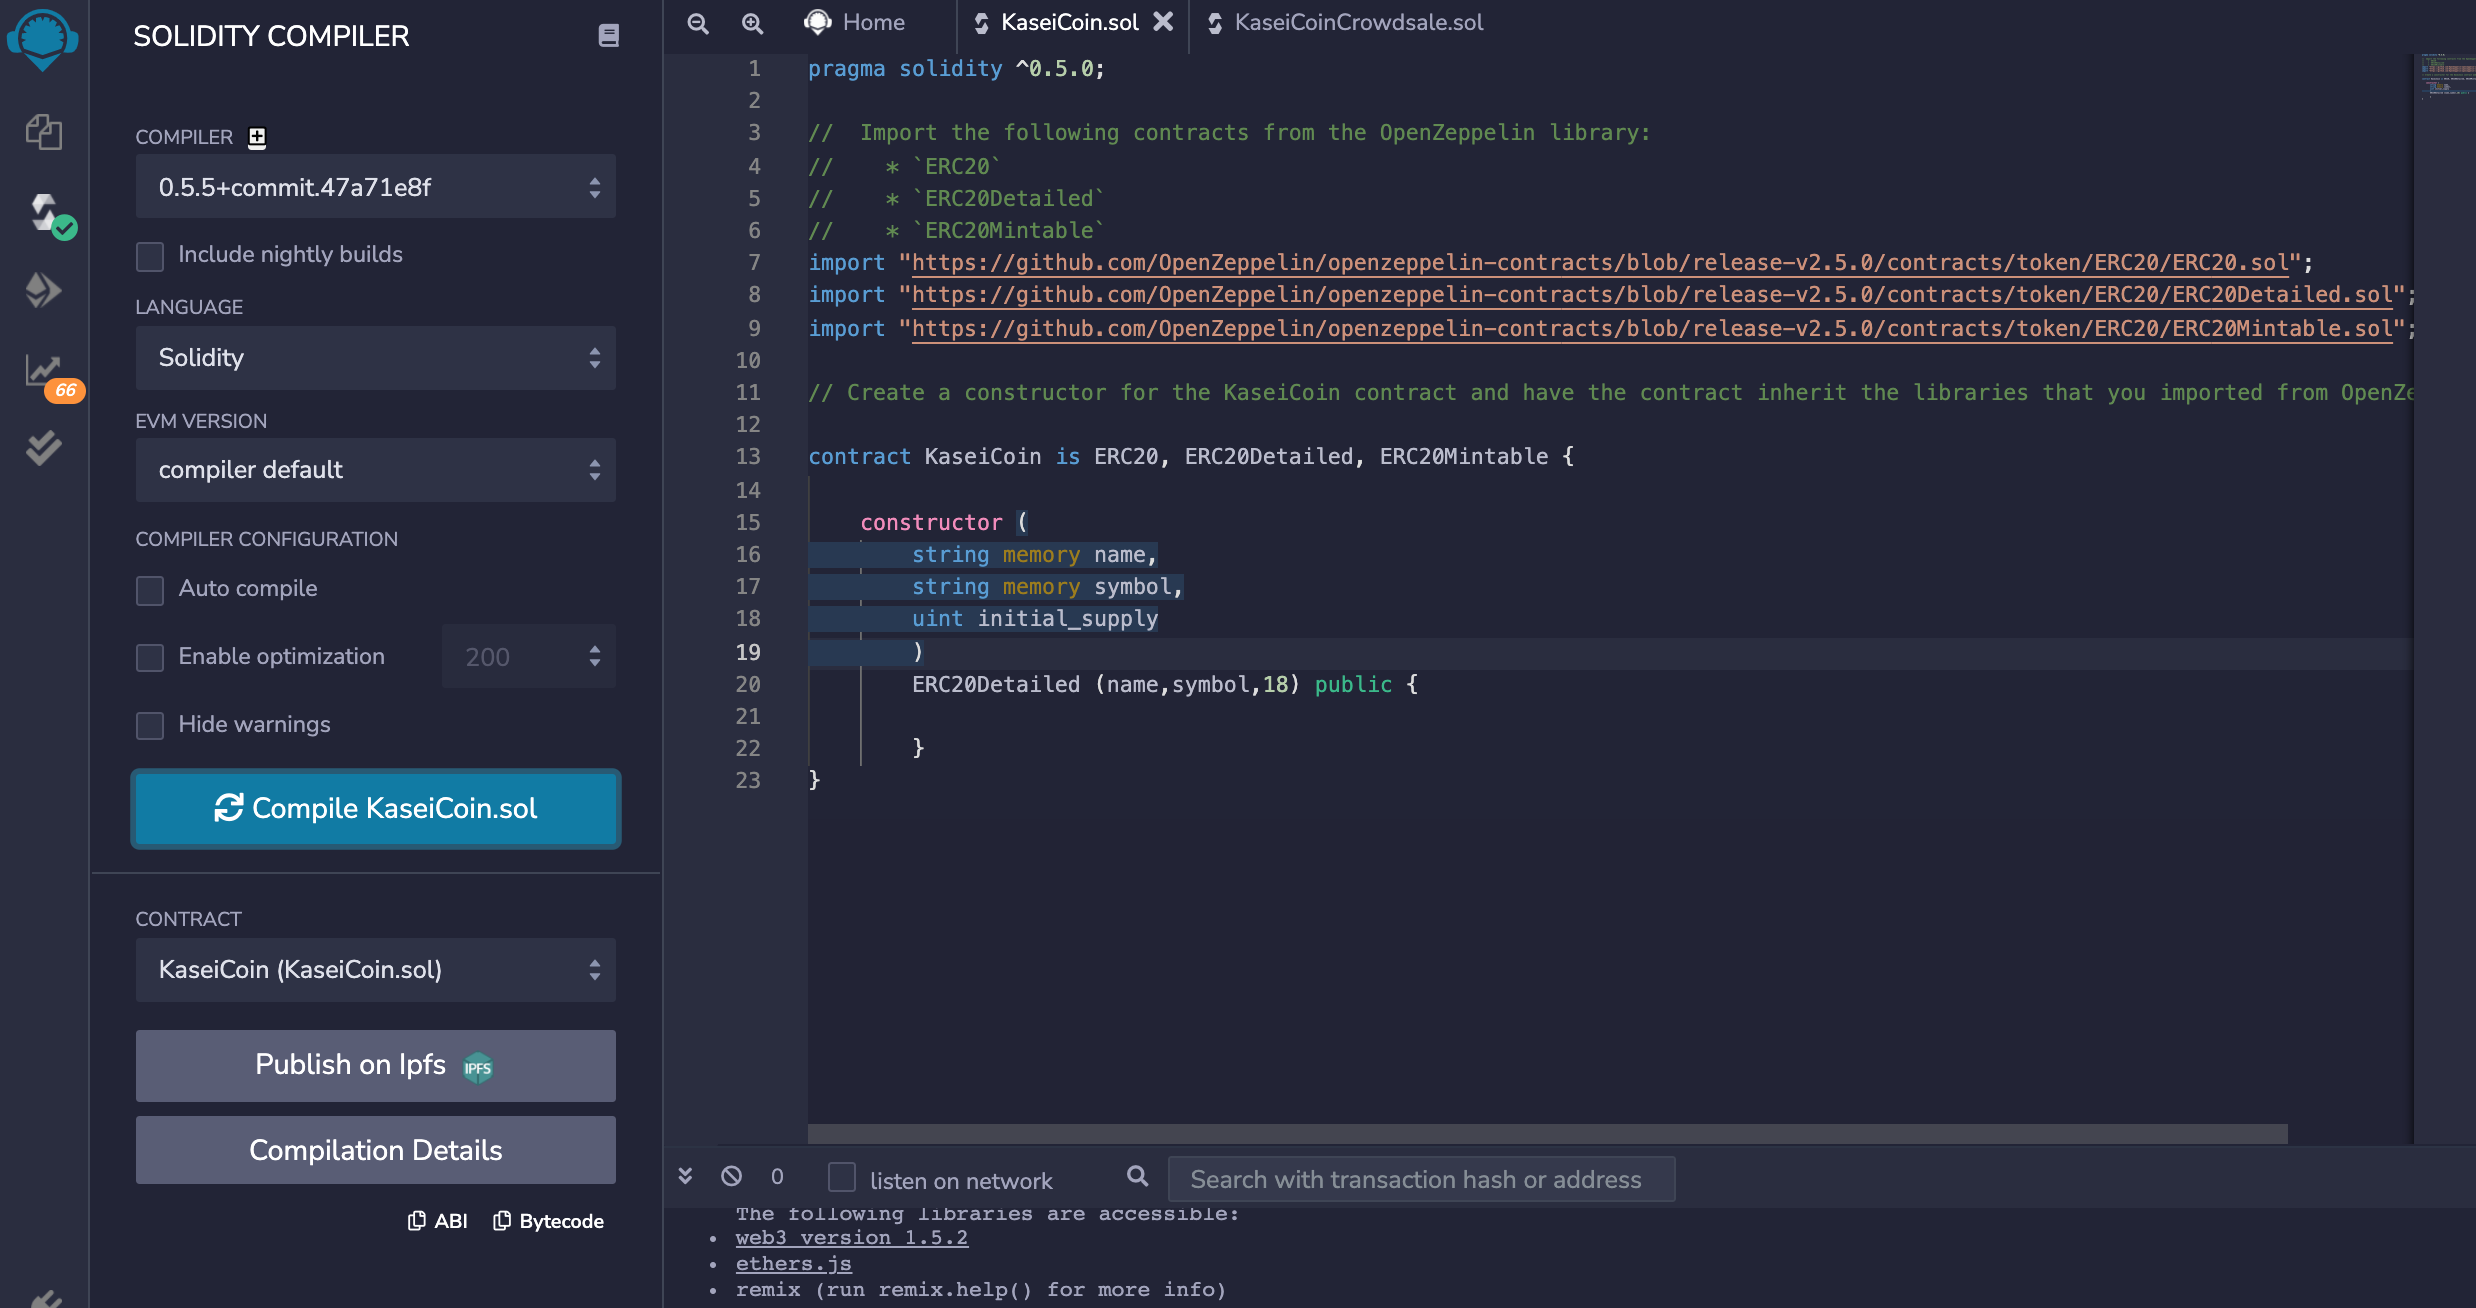 SOLIDITY COMPILER
COMPILER
0.5.5+commit.47a71e8f
Include nightly builds
LANGUAGE
Solidity
EVM VERSION
compiler default
COMPILER CONFIGURATION
Auto compile
Enable optimization 200
Hide warnings
Compile KaseiCoin.sol
CONTRACT
KaseiCoin (KaseiCoin.sol)
Publish on Ipfs IPFS
Compilation Details
ABI Bytecode
66
Home KaseiCoin.sol KaseiCoinCrowdsale.sol
1 pragma solidity ^0.5.0;
2
3 //  Import the following contracts from the OpenZeppelin library:
4 //    * `ERC20`
5 //    * `ERC20Detailed`
6 //    * `ERC20Mintable`
7 import "https://github.com/OpenZeppelin/openzeppelin-contracts/blob/release-v2.5.0/contracts/token/ERC20/ERC20.sol";
8 import "https://github.com/OpenZeppelin/openzeppelin-contracts/blob/release-v2.5.0/contracts/token/ERC20/ERC20Detailed.sol";
9 import "https://github.com/OpenZeppelin/openzeppelin-contracts/blob/release-v2.5.0/contracts/token/ERC20/ERC20Mintable.sol";
10
11 // Create a constructor for the KaseiCoin contract and have the contract inherit the libraries that you imported from OpenZe
12
13 contract KaseiCoin is ERC20, ERC20Detailed, ERC20Mintable {
14
15     constructor (
16         string memory name,
17         string memory symbol,
18         uint initial_supply
19         )
20         ERC20Detailed (name,symbol,18) public {
21
22         }
23 }
0 listen on network Search with transaction hash or address
The following libraries are accessible:
• web3 version 1.5.2
• ethers.js
• remix (run remix.help() for more info)